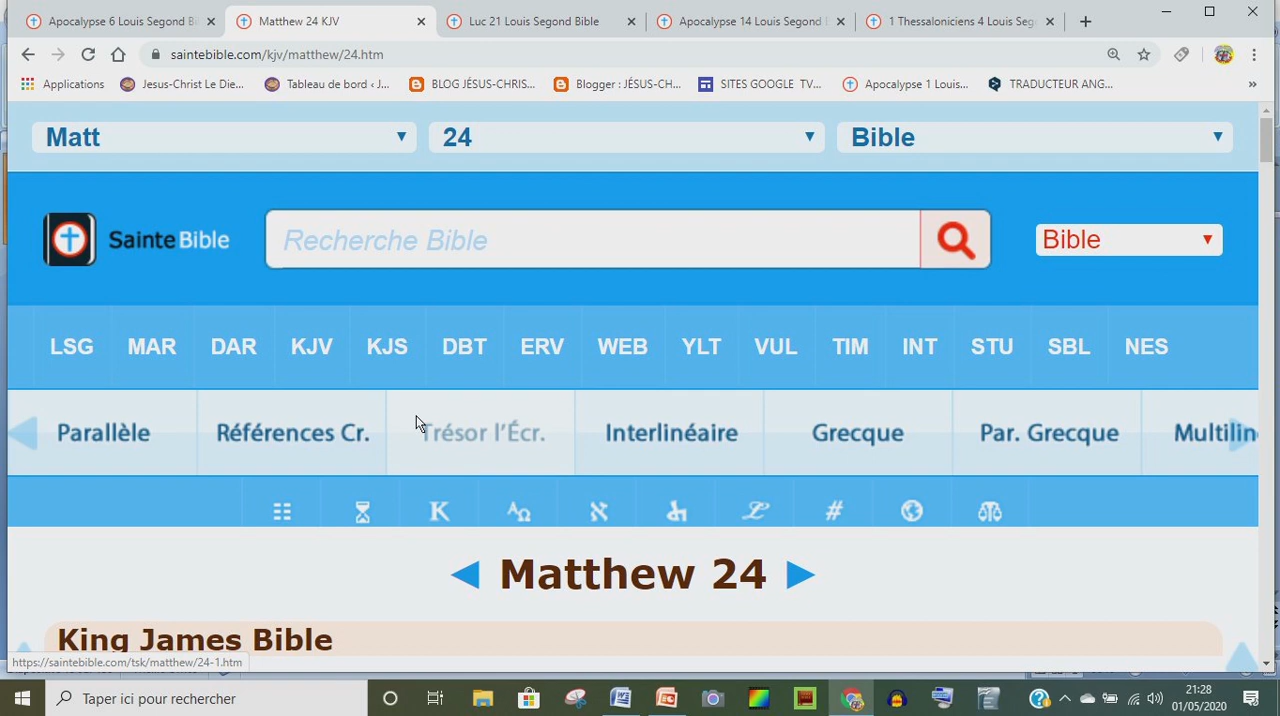 Apocalypse 6 Louis Segond Bi
Matthew 24 KJV
Luc 21 Louis Segond Bible
Apocalypse 14 Louis Segond
1 Thessaloniciens 4 Louis Seg
saintebible.com/kjv/matthew/24.htm
Applications
Jesus-Christ Le Die...
Tableau de bord ‹ J...
BLOG JÉSUS-CHRIS...
Blogger : JÉSUS-CH...
SITES GOOGLE TV...
Apocalypse 1 Louis...
TRADUCTEUR ANG...
»
Matt
24
Bible
SainteBible
Recherche Bible
Bible
LSG MAR DAR KJV KJS DBT ERV WEB YLT VUL TIM INT STU SBL NES
Parallèle Références Cr. Trésor l'Écr. Interlinéaire Grecque Par. Grecque Multilin
Matthew 24
King James Bible
https://saintebible.com/tsk/matthew/24-1.htm
Taper ici pour rechercher
21:28
01/05/2020